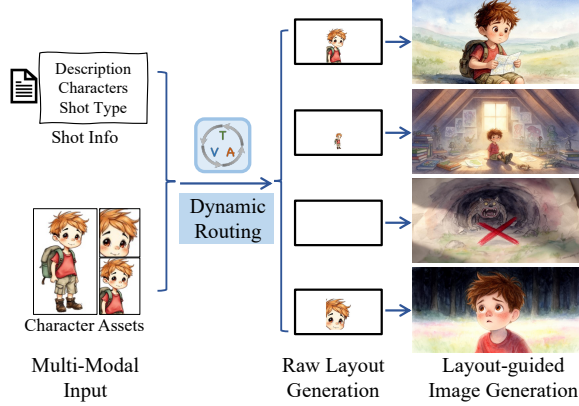 Description
Characters
Shot Type
Shot Info
T
V A
Dynamic
Routing
Character Assets
Multi-Modal
Input
Raw Layout
Generation
Layout-guided
Image Generation